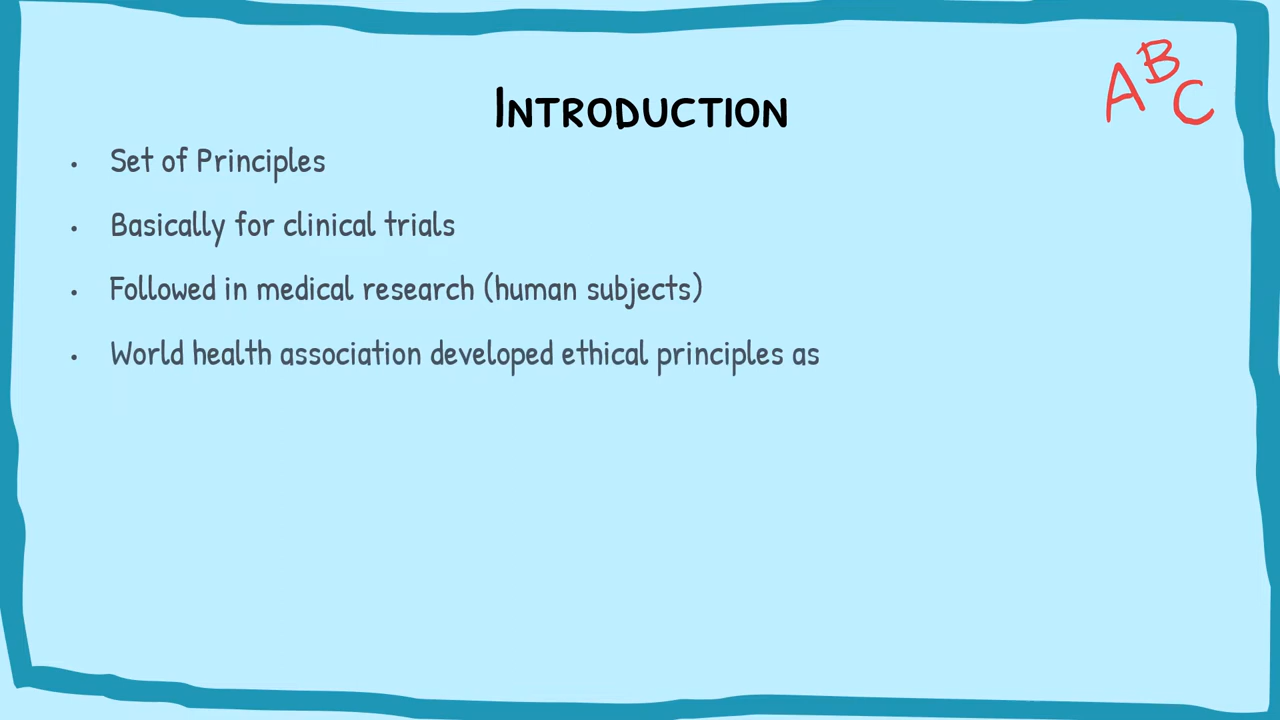 ABC
Introduction
• Set of Principles
• Basically for clinical trials
• Followed in medical research (human subjects)
• World health association developed ethical principles as